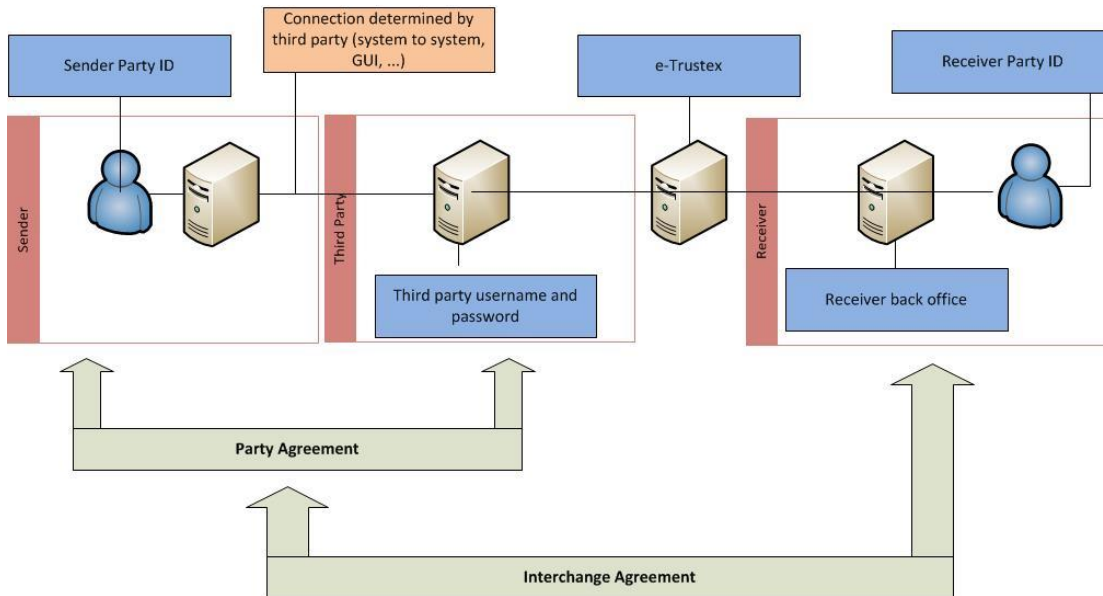 Connection determined by
third party (system to system,
GUI, ...)
Sender Party ID
e-Trustex
Receiver Party ID
Sender
Third Party
Receiver
Third party username and
password
Receiver back office
Party Agreement
Interchange Agreement